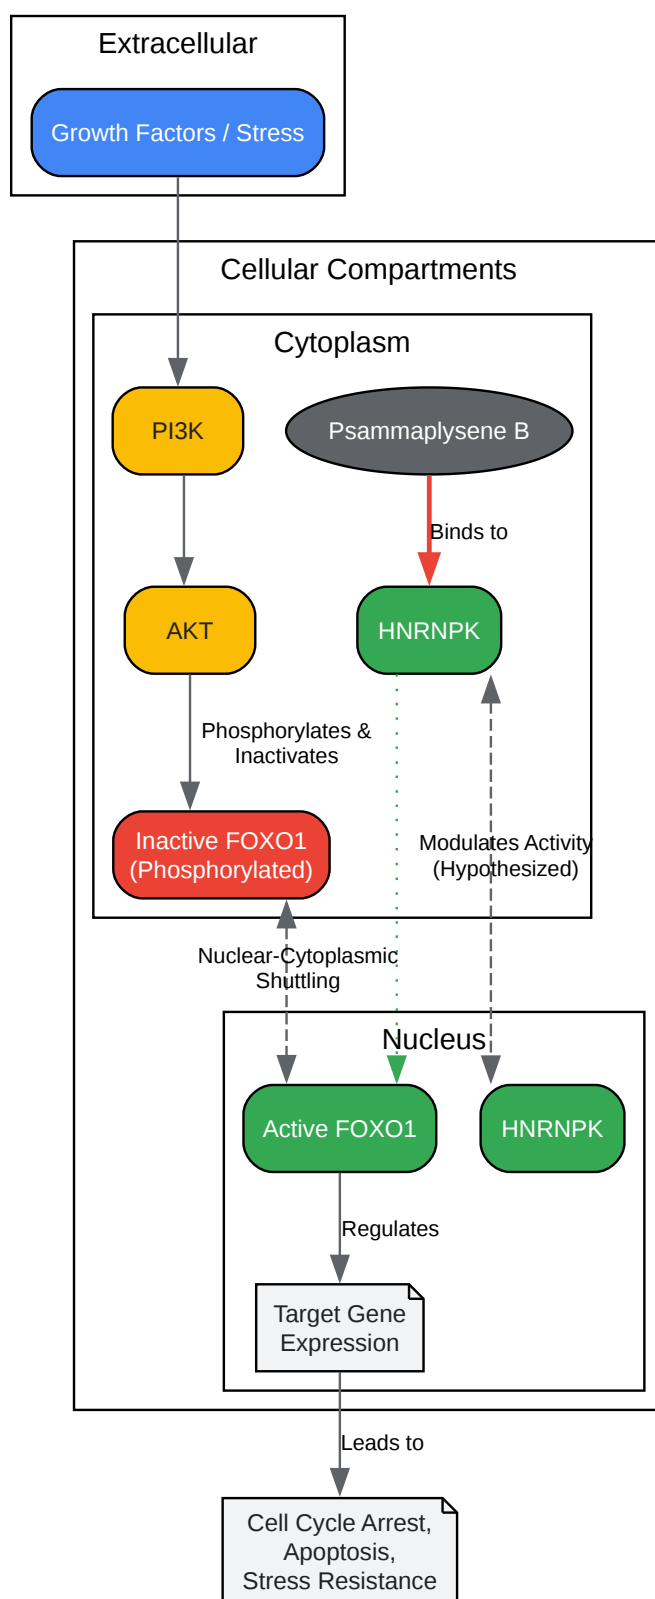 Extracellular
Growth Factors / Stress
Cellular Compartments
Cytoplasm
PI3K
Psammaplysene B
Binds to
AKT
HNRNPK
Phosphorylates &
Inactivates
Inactive FOXO1
(Phosphorylated)
Modulates Activity
(Hypothesized)
Nuclear-Cytoplasmic
Shuttling
Nucleus
Active FOXO1
HNRNPK
Regulates
Target Gene
Expression
Leads to
Cell Cycle Arrest,
Apoptosis,
Stress Resistance